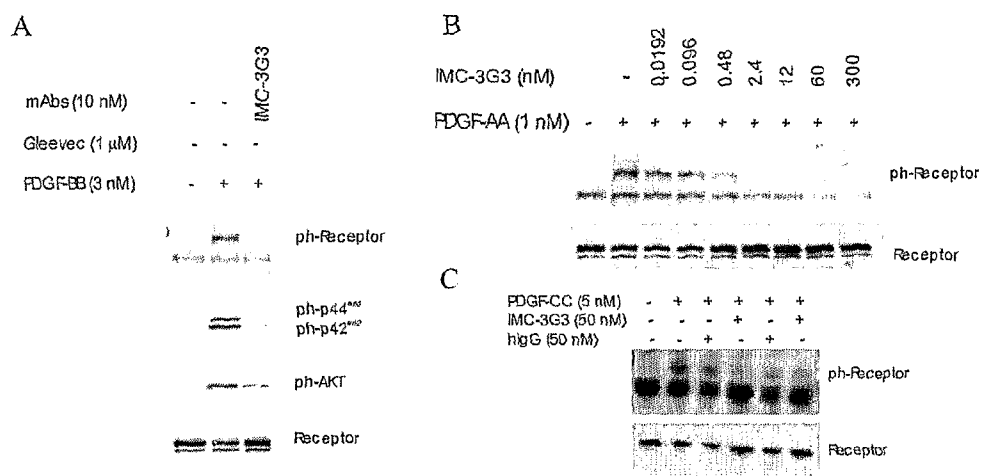 A
mAbs (10 nM) - - IMC-3G3
Gleevec (1 μM) - - -
PDGF-BB (3 nM) - + +
ph-Receptor
ph-p44
ph-p42
ph-AKT
Receptor
B
IMC-3G3 (nM) - 0.0192 0.096 0.48 2.4 12 60 300
PDGF-AA (1 nM) - + + + + + + + +
ph-Receptor
Receptor
C
PDGF-CC (5 nM) - + + + + +
IMC-3G3 (50 nM) - - - + - +
hIgG (50 nM) - - + - + -
ph-Receptor
Receptor